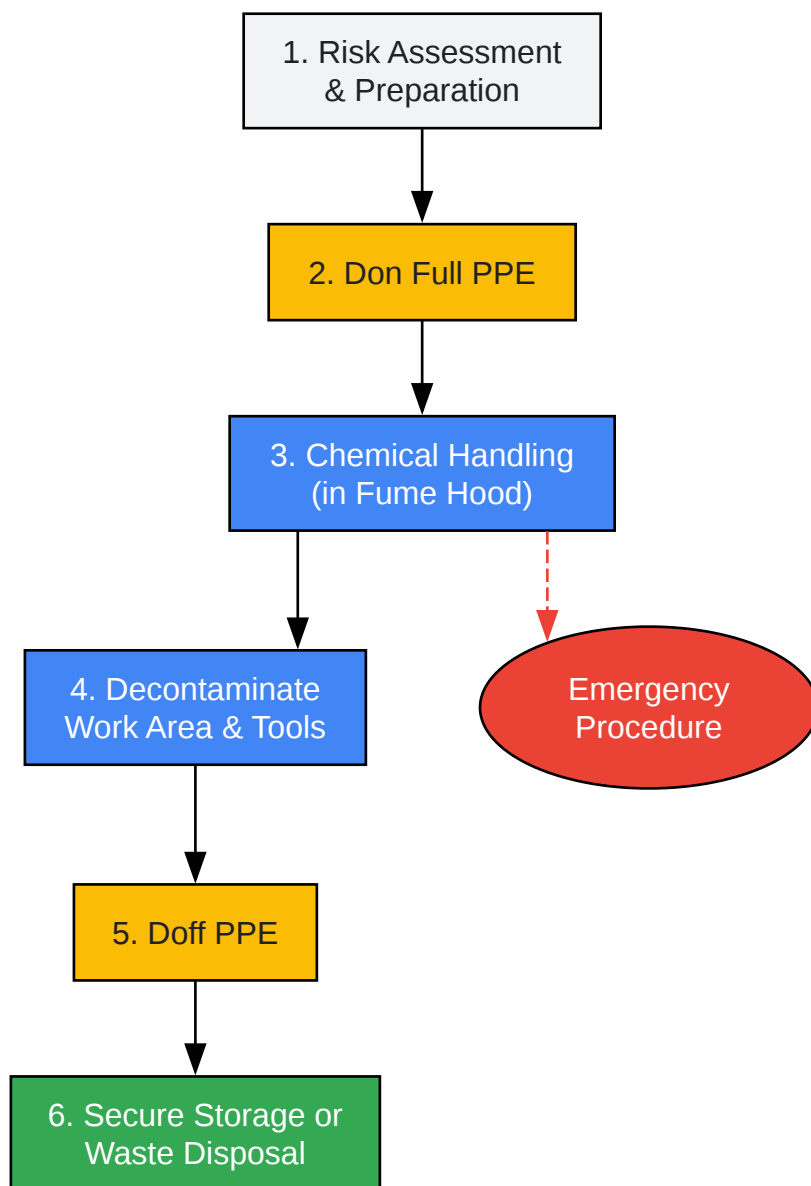 1. Risk Assessment
& Preparation
2. Don Full PPE
3. Chemical Handling
(in Fume Hood)
4. Decontaminate
Work Area & Tools
Emergency
Procedure
5. Doff PPE
6. Secure Storage or
Waste Disposal